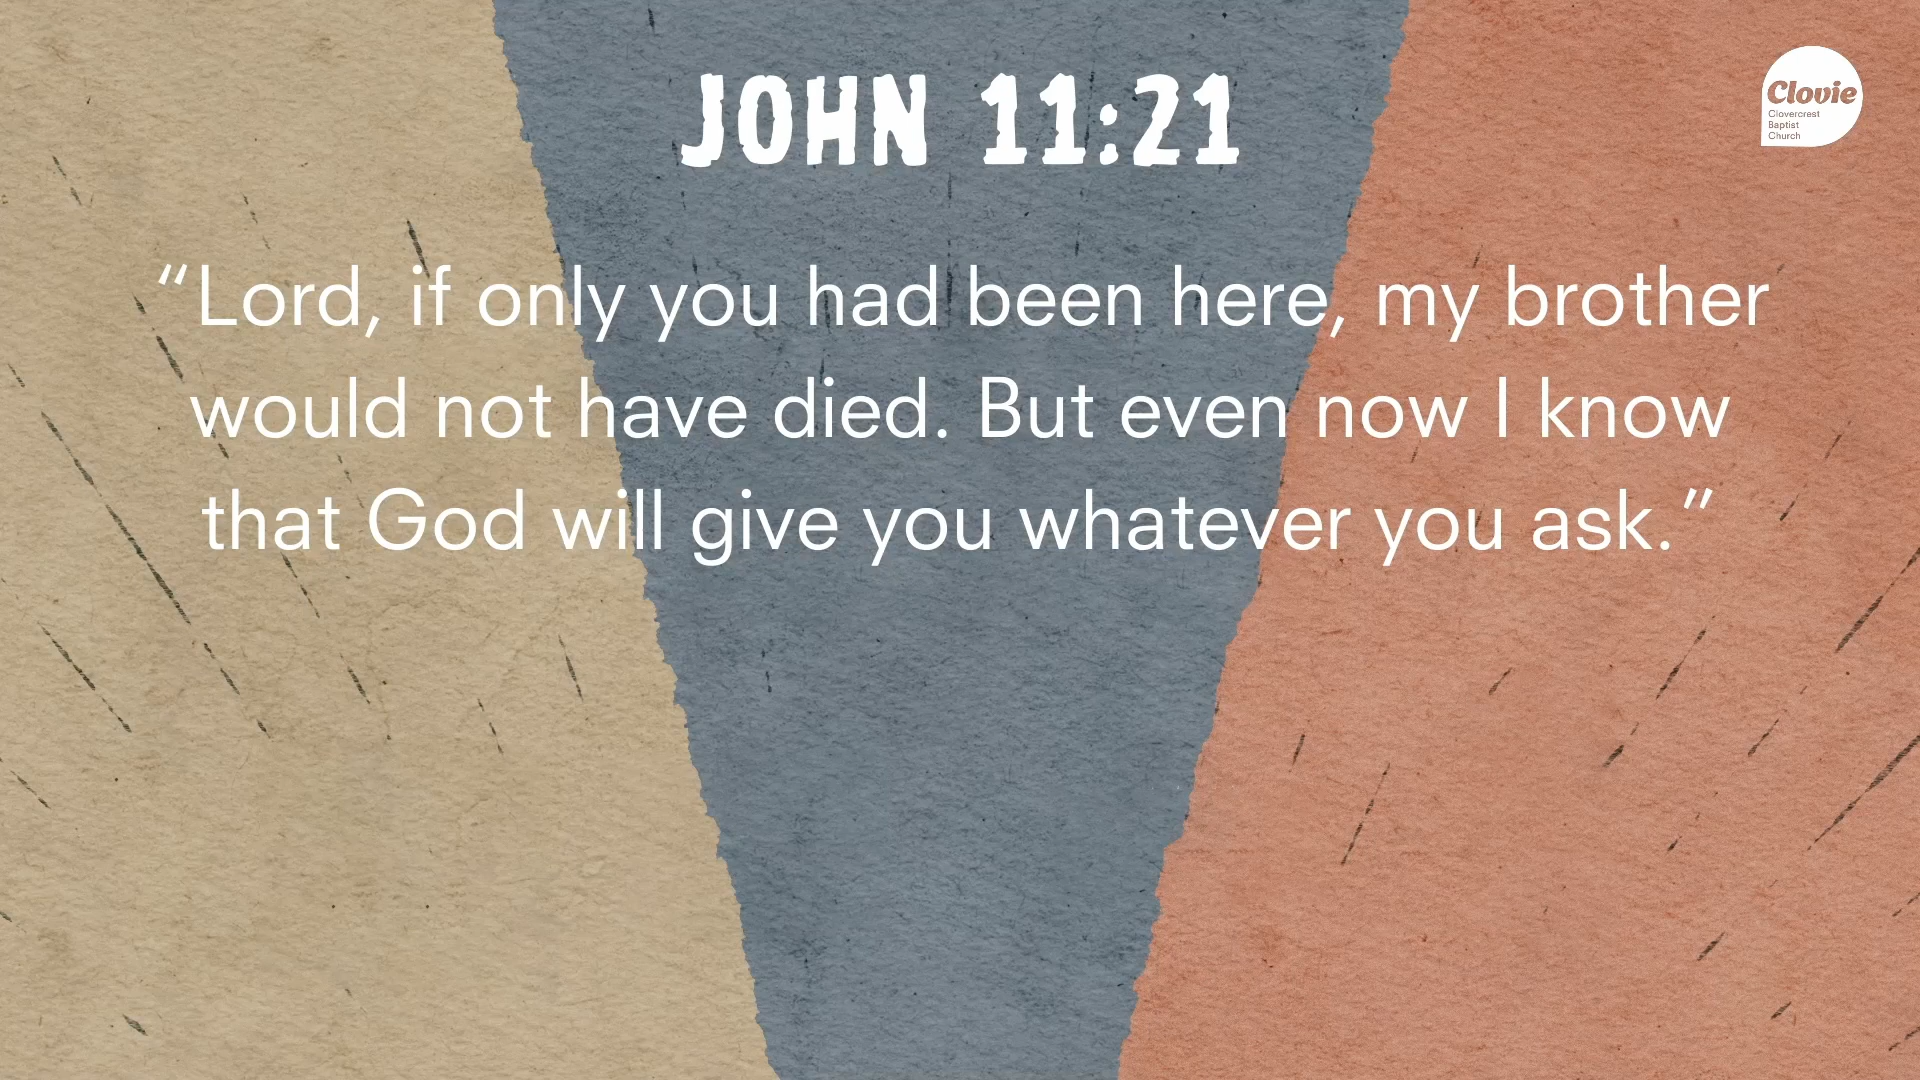 JOHN 11:21
Clovie
Clovercrest
Baptist
Church
“Lord, if only you had been here, my brother
would not have died. But even now I know
that God will give you whatever you ask.”